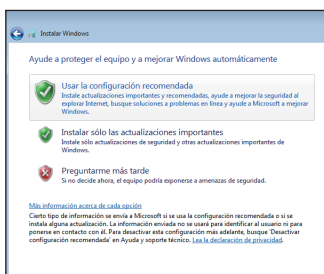 Instalar Windows
Ayude a proteger el equipo y a mejorar Windows automáticamente
Usar la configuración recomendada
Instale actualizaciones importantes y recomendadas, ayude a mejorar la seguridad al
explorar Internet, busque soluciones a problemas en línea y ayude a Microsoft a mejorar
Windows.
Instalar sólo las actualizaciones importantes
Instale sólo actualizaciones de seguridad y otras actualizaciones importantes de
Windows.
Preguntarme más tarde
Si no decide ahora, el equipo podría exponerse a amenazas de seguridad.
Más información acerca de cada opción
Cierto tipo de información se envía a Microsoft si se usa la configuración recomendada o si se
instala alguna actualización. La información enviada no se usará para identificar al usuario ni para
ponerse en contacto con él. Para desactivar esta configuración más adelante, busque 'Desactivar
configuración recomendada' en Ayuda y soporte técnico. Lea la declaración de privacidad.